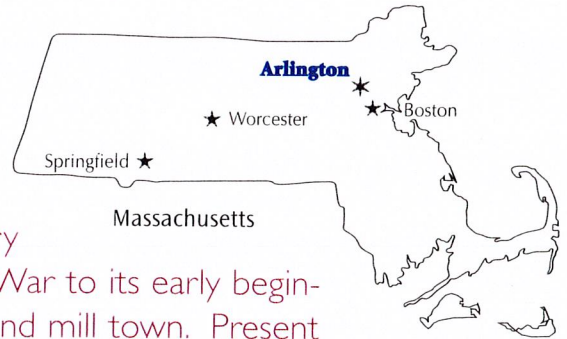 Arlington
Boston
Worcester
Springfield
Massachusetts
War to its early begin-
nd mill town. Present